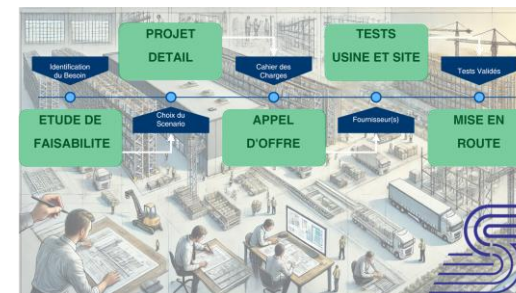 PROJET
DETAIL
TESTS
USINE ET SITE
Identification
du Besoin
Cahier des
Charges
Tests Validés
ETUDE DE
FAISABILITE
Choix du
Scenario
APPEL
D'OFFRE
Fournisseur(s)
MISE EN
ROUTE